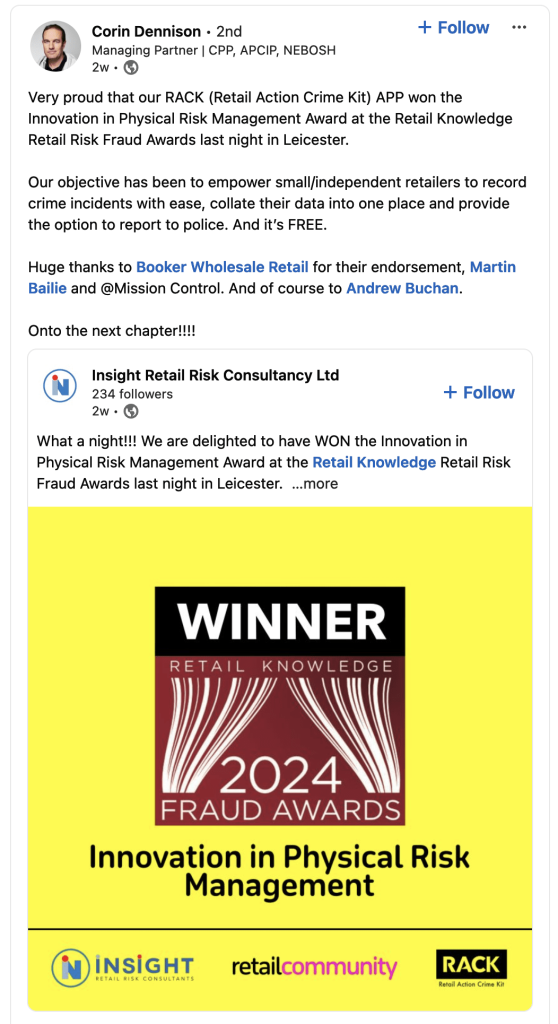 Corin Dennison • 2nd
+ Follow
Managing Partner | CPP, APCIP, NEBOSH
2w •
Very proud that our RACK (Retail Action Crime Kit) APP won the
Innovation in Physical Risk Management Award at the Retail Knowledge
Retail Risk Fraud Awards last night in Leicester.
Our objective has been to empower small/independent retailers to record
crime incidents with ease, collate their data into one place and provide
the option to report to police. And it’s FREE.
Huge thanks to Booker Wholesale Retail for their endorsement, Martin
Bailie and @Mission Control. And of course to Andrew Buchan.
Onto the next chapter!!!!
Insight Retail Risk Consultancy Ltd
234 followers
+ Follow
2w •
What a night!!! We are delighted to have WON the Innovation in
Physical Risk Management Award at the Retail Knowledge Retail Risk
Fraud Awards last night in Leicester. ...more
WINNER
RETAIL KNOWLEDGE
2024
FRAUD AWARDS
Innovation in Physical Risk
Management
INSIGHT
RETAIL RISK CONSULTANTS
retailcommunity
RACK
Retail Action Crime Kit